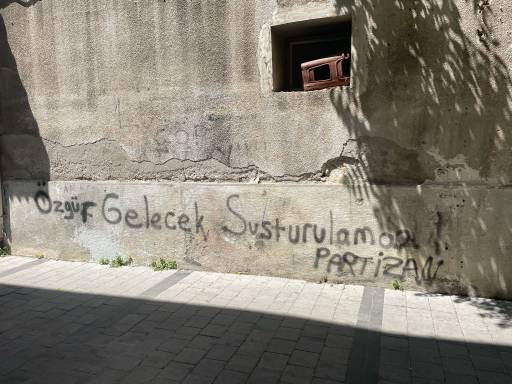 Özgür Gelecek Susturulamaz !
PARTİZAN